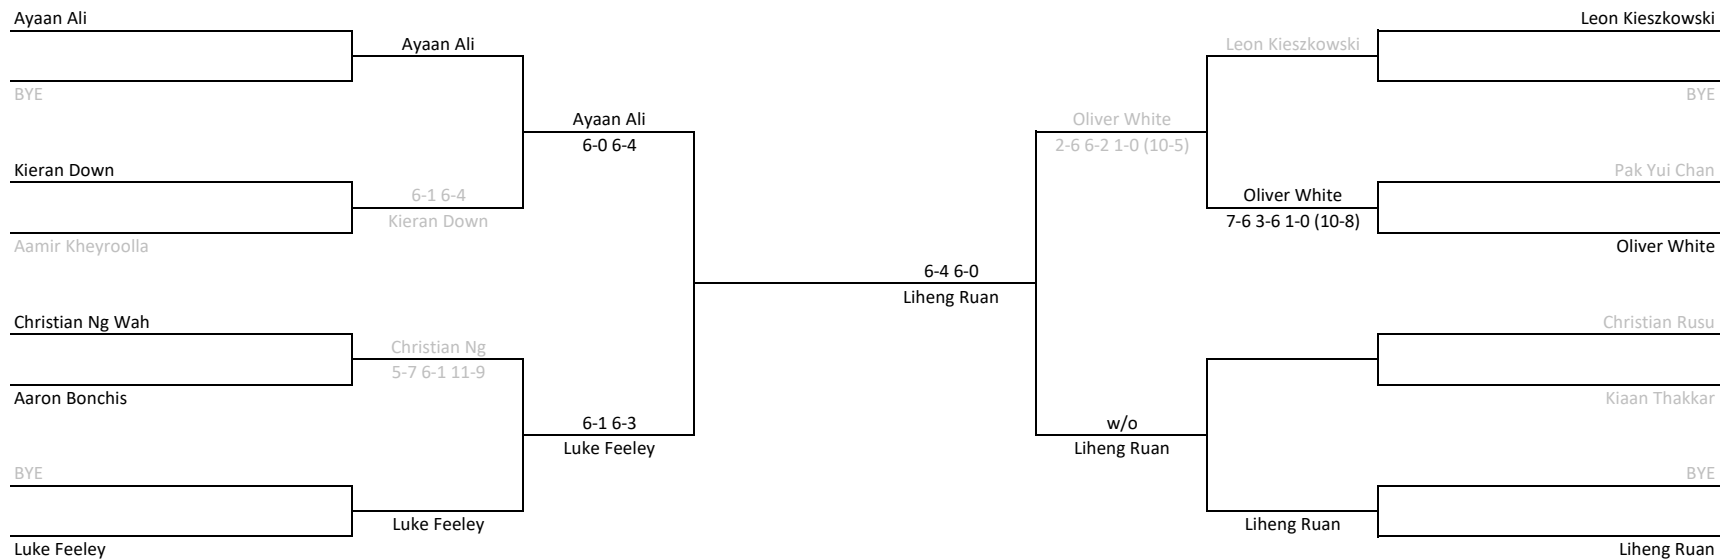 Ayaan Ali
Leon Kieszkowski
Ayaan Ali
Leon Kieszkowski
BYE
BYE
Ayaan Ali
Oliver White
6-0 6-4
2-6 6-2 1-0 (10-5)
Kieran Down
Pak Yui Chan
6-1 6-4
Oliver White
Kieran Down
7-6 3-6 1-0 (10-8)
Aamir Kheyroolla
Oliver White
6-4 6-0
Liheng Ruan
Christian Ng Wah
Christian Rusu
Christian Ng
5-7 6-1 11-9
Aaron Bonchis
Kiaan Thakkar
6-1 6-3
w/o
Luke Feeley
Liheng Ruan
BYE
BYE
Luke Feeley
Liheng Ruan
Luke Feeley
Liheng Ruan